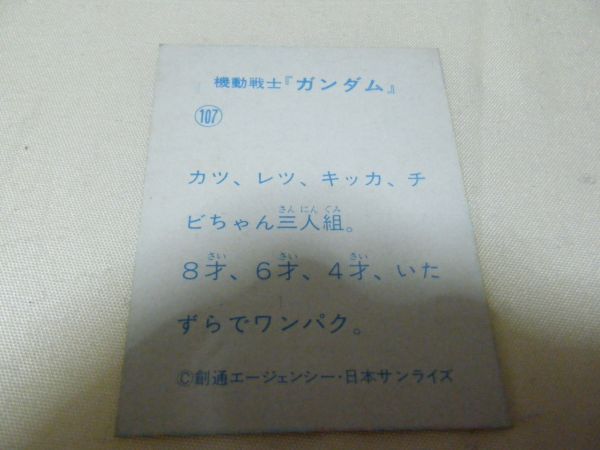 機動戦士『ガンダム』
107
カツ、レツ、キッカ、チ
さんにんぐみ
ビちゃん三人組。
さい さい さい
8才、6才、4才、いた
ずらでワンパク。
©創通エージェンシー・日本サンライズ